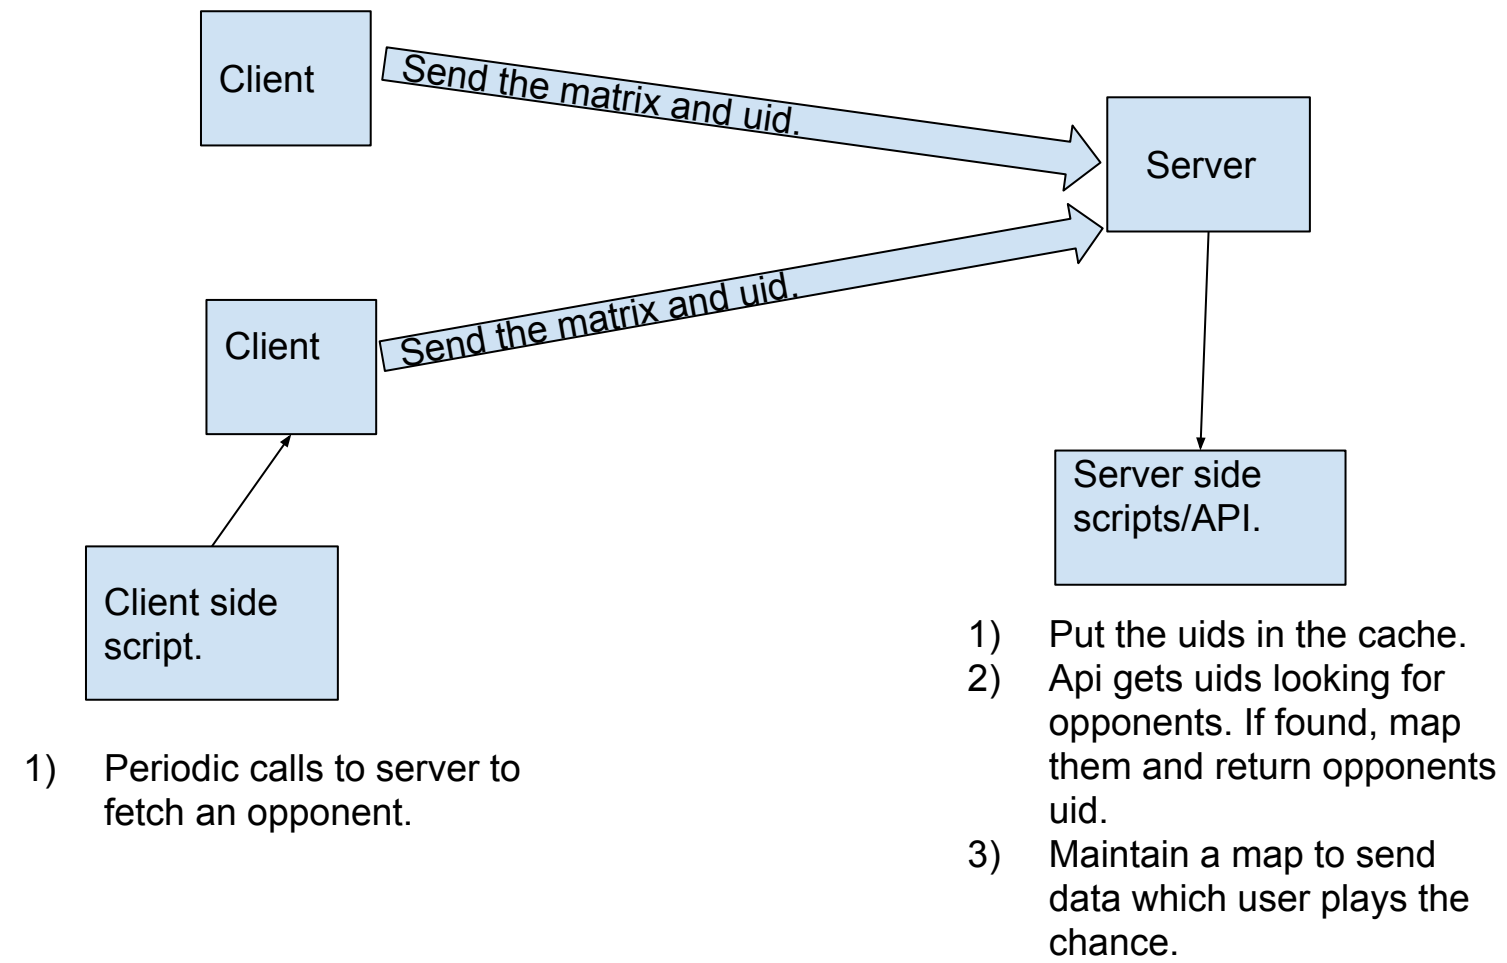 Client
Send the matrix and uid.
Server
Client
Send the matrix and uid.
Server side
scripts/API.
Client side
script.
1) Periodic calls to server to
fetch an opponent.
1) Put the uids in the cache.
2) Api gets uids looking for
opponents. If found, map
them and return opponents
uid.
3) Maintain a map to send
data which user plays the
chance.